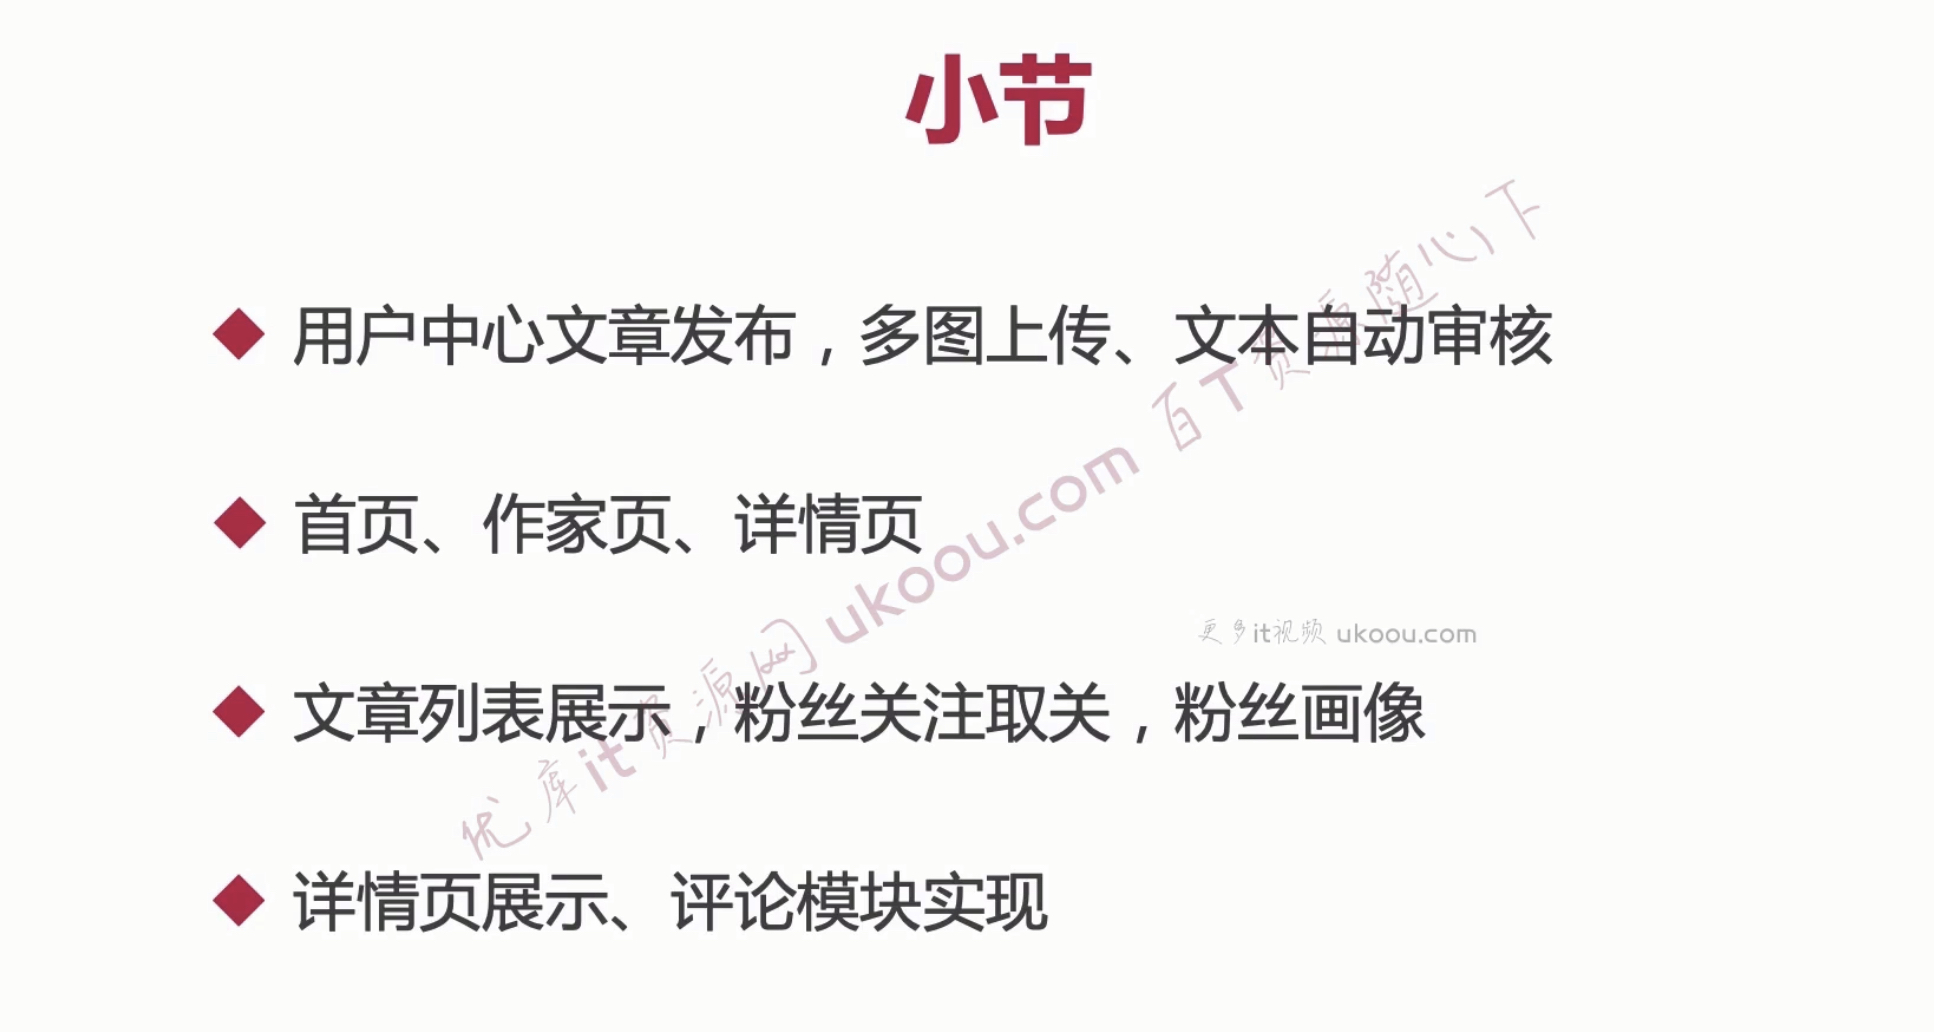 小节
用户中心文章发布，多图上传、文本自动审核
首页、作家页、详情页
更多it视频 ukoou.com
文章列表展示，粉丝关注取关，粉丝画像
详情页展示、评论模块实现
优库it资源网 ukoou.com 百T资源随心下